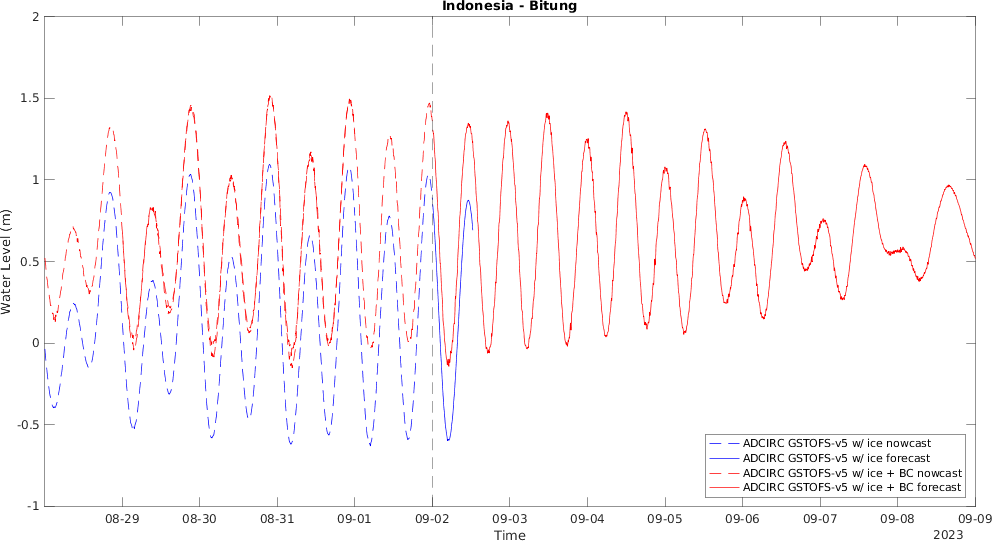 Indonesia - Bitung
2
1.5
1
0.5
0
-0.5
-1
Water Level (m)
ADCIRC GSTOFS-v5 w/ ice nowcast
ADCIRC GSTOFS-v5 w/ ice forecast
ADCIRC GSTOFS-v5 w/ ice + BC nowcast
ADCIRC GSTOFS-v5 w/ ice + BC forecast
08-29 08-30 08-31 09-01 09-02 09-03 09-04 09-05 09-06 09-07 09-08 09-09
Time
2023